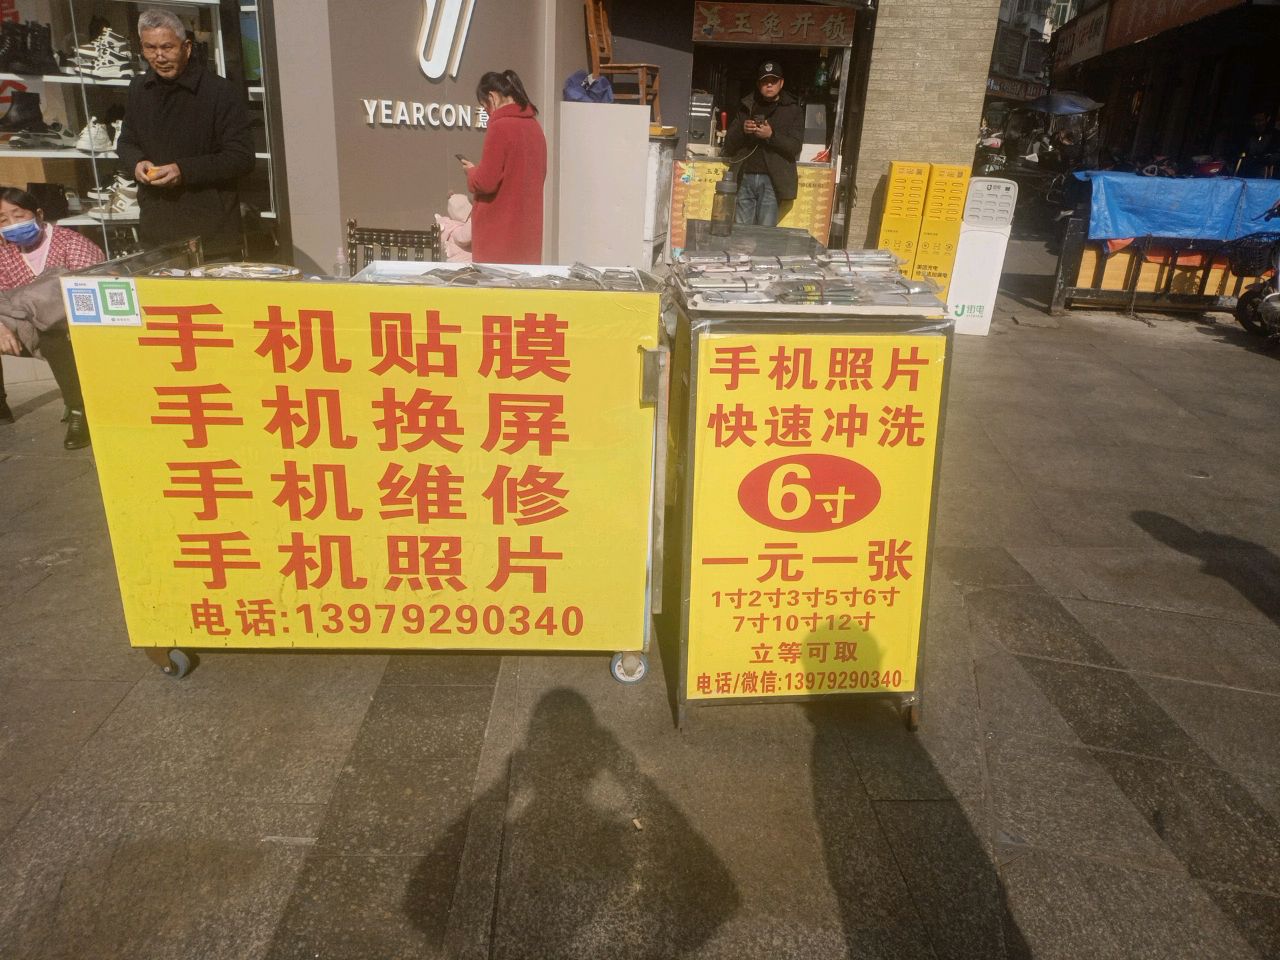 YEARCON 意
玉兔开锁
手机贴膜
手机换屏
手机维修
手机照片
电话:13979290340
手机照片
快速冲洗
6寸
一元一张
1寸2寸3寸5寸6寸
7寸10寸12寸
立等可取
电话/微信:13979290340
街电